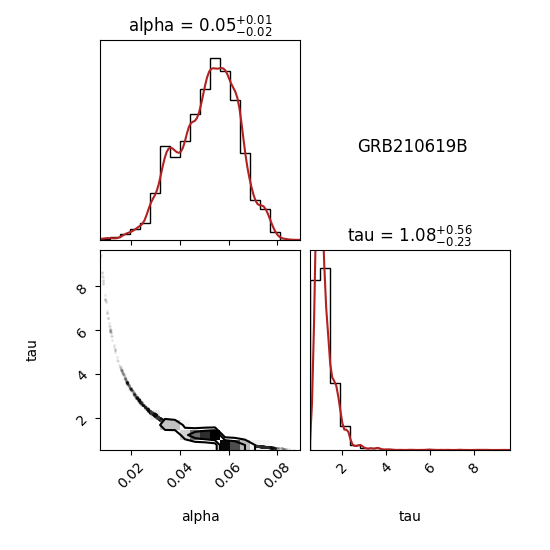 alpha = 0.05+0.01−0.02
GRB210619B
tau = 1.08+0.56−0.23
8
6
4
2
tau
0.02 0.04 0.06 0.08
2 4 6 8
alpha
tau